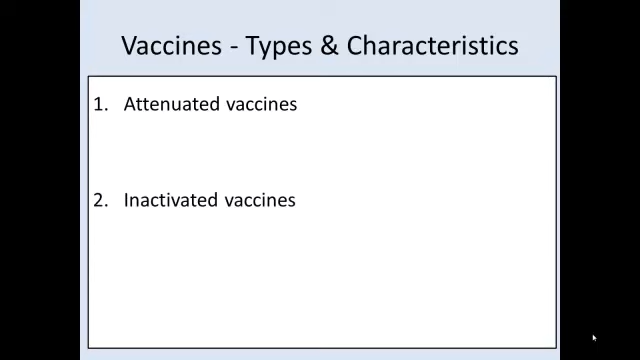 Vaccines - Types & Characteristics
1. Attenuated vaccines
2. Inactivated vaccines